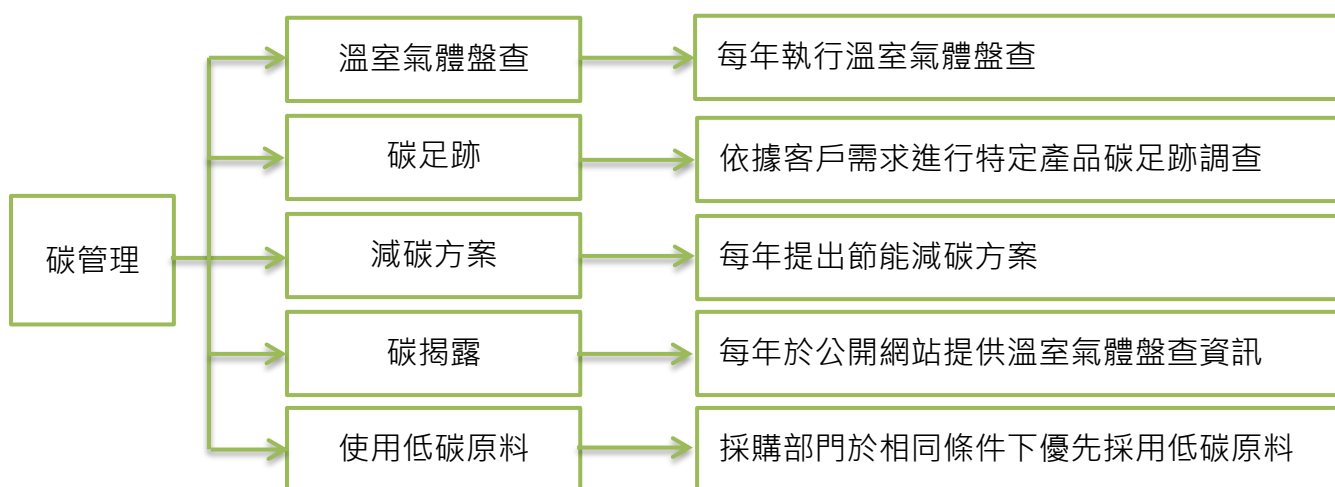 碳管理
溫室氣體盤查
每年執行溫室氣體盤查
碳足跡
依據客戶需求進行特定產品碳足跡調查
減碳方案
每年提出節能減碳方案
碳揭露
每年於公開網站提供溫室氣體盤查資訊
使用低碳原料
採購部門於相同條件下優先採用低碳原料